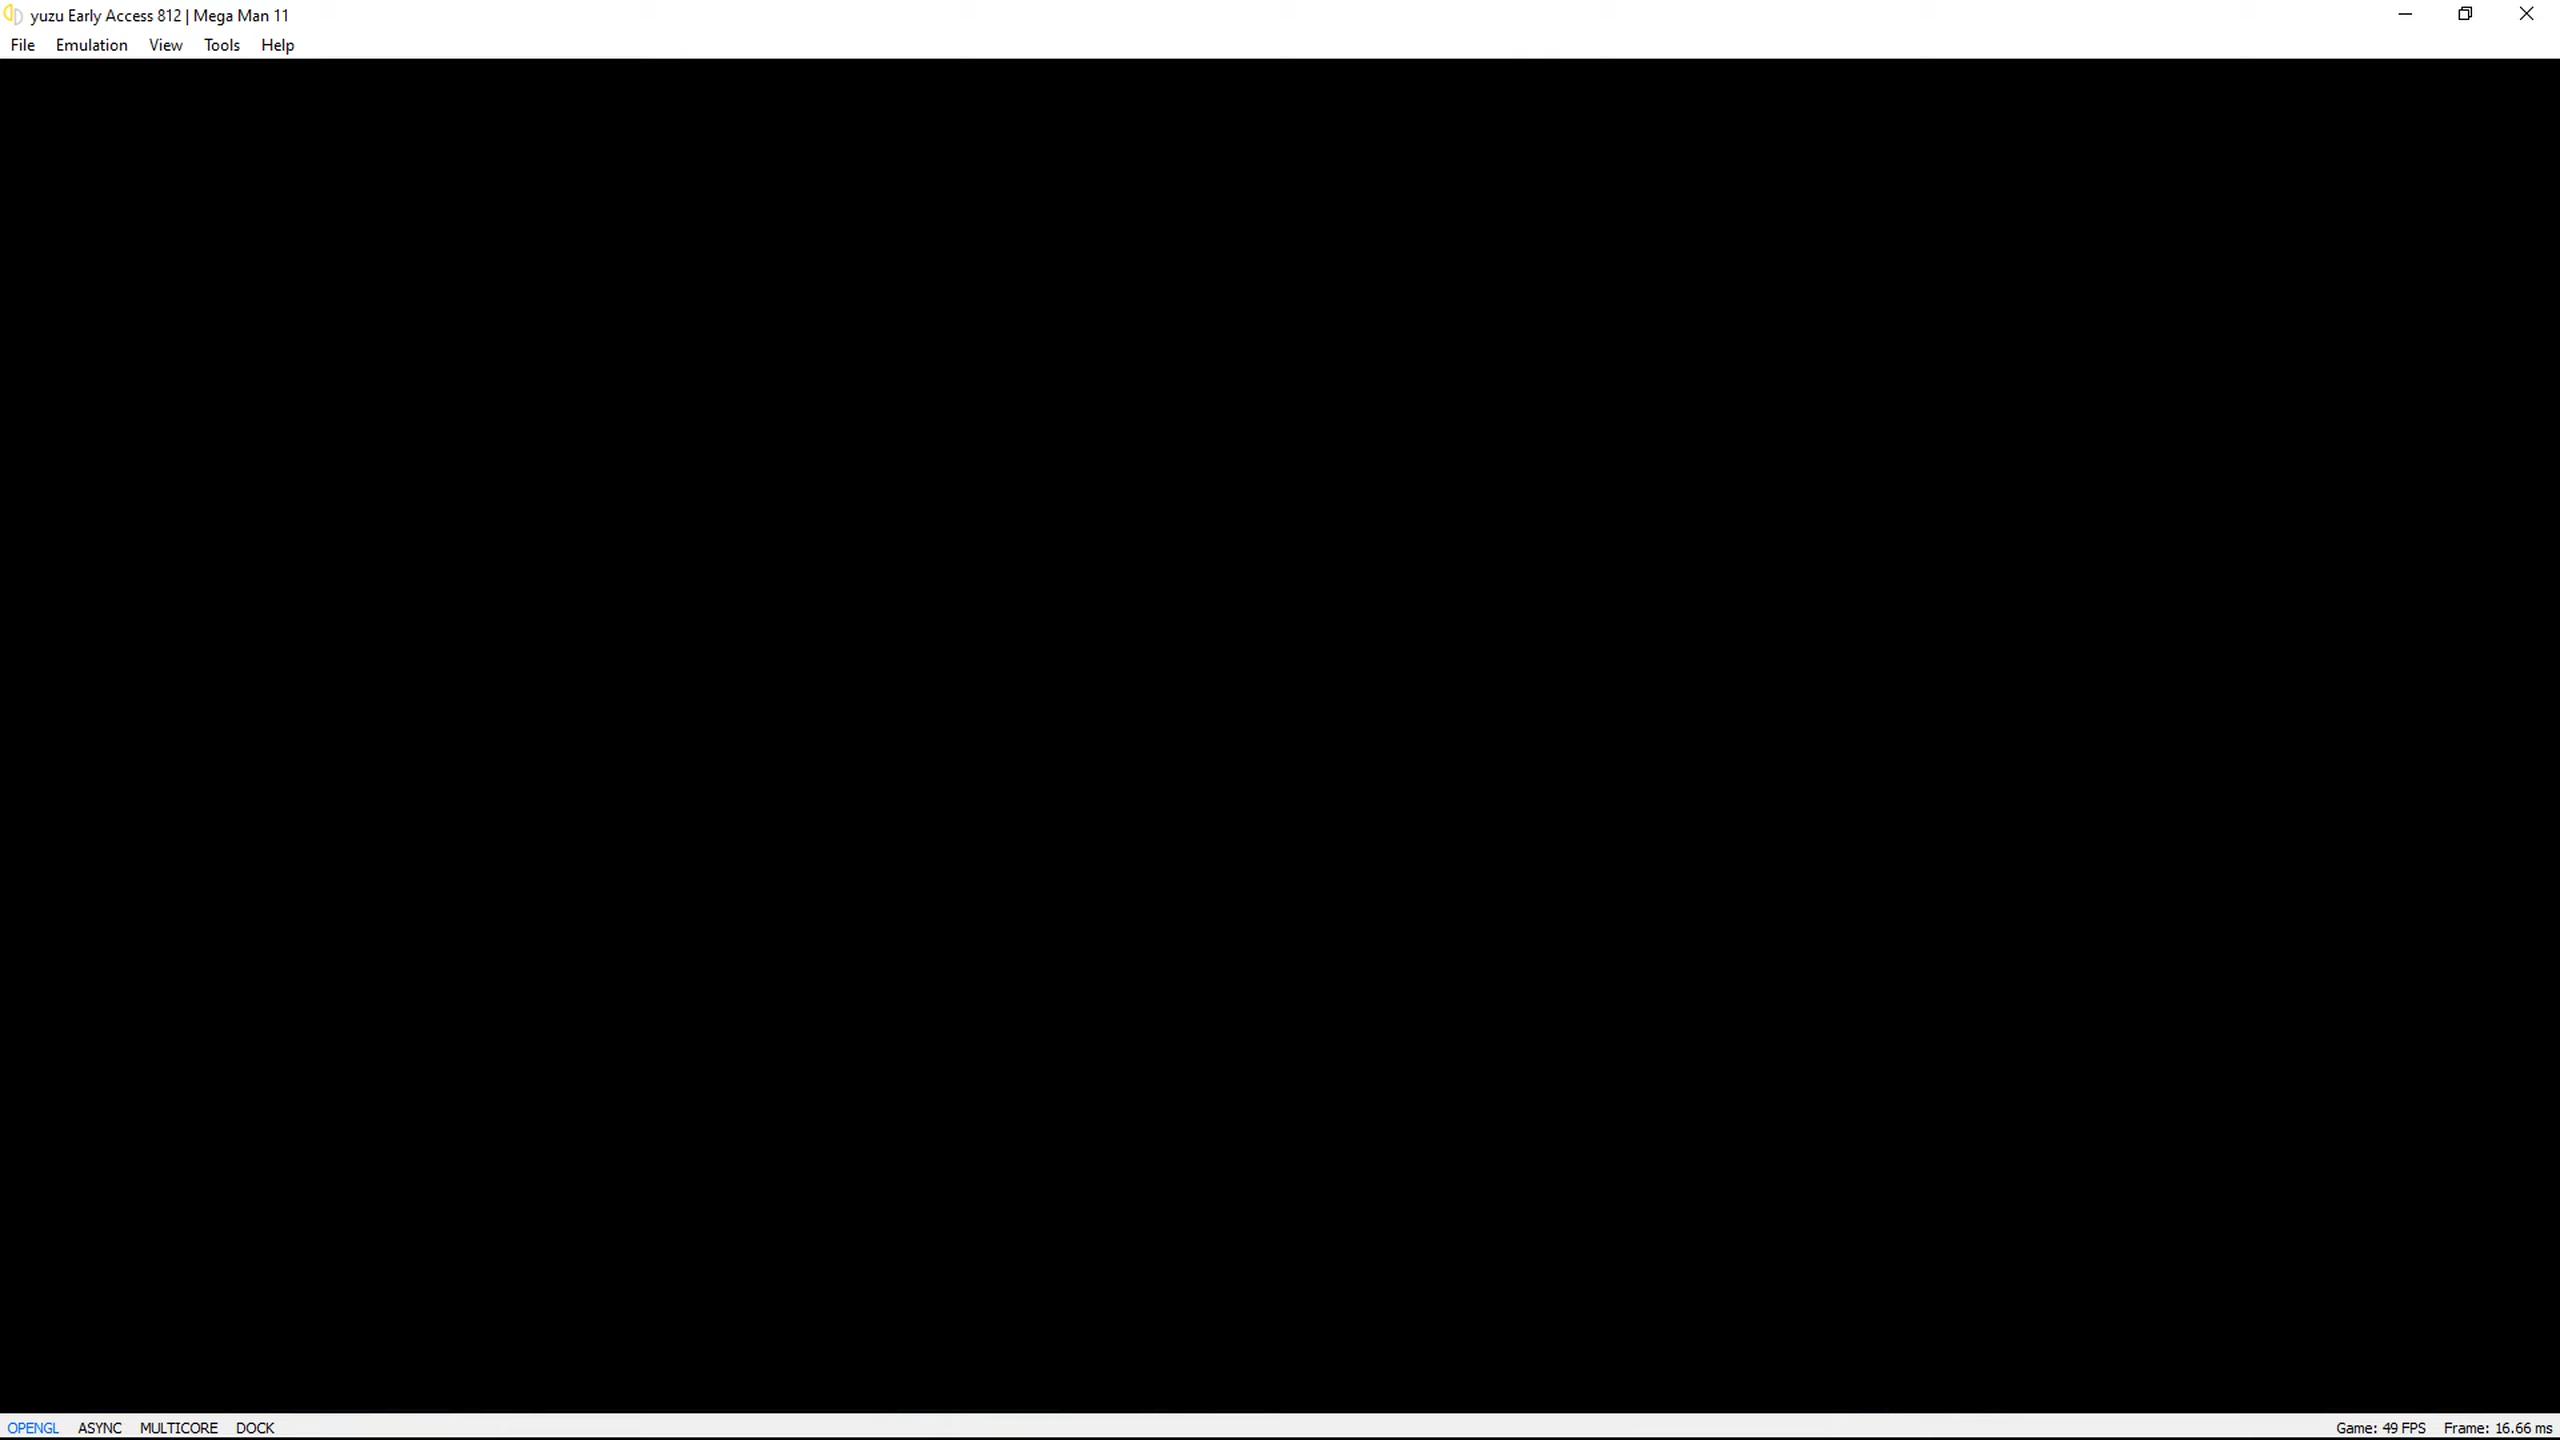 yuzu Early Access 812 | Mega Man 11
File Emulation View Tools Help
OPENGL ASYNC MULTICORE DOCK Game: 49 FPS Frame: 16.66 ms